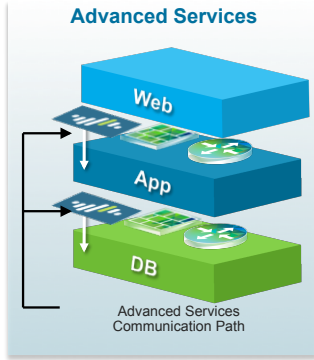 Advanced Services
Web
App
DB
Advanced Services
Communication Path